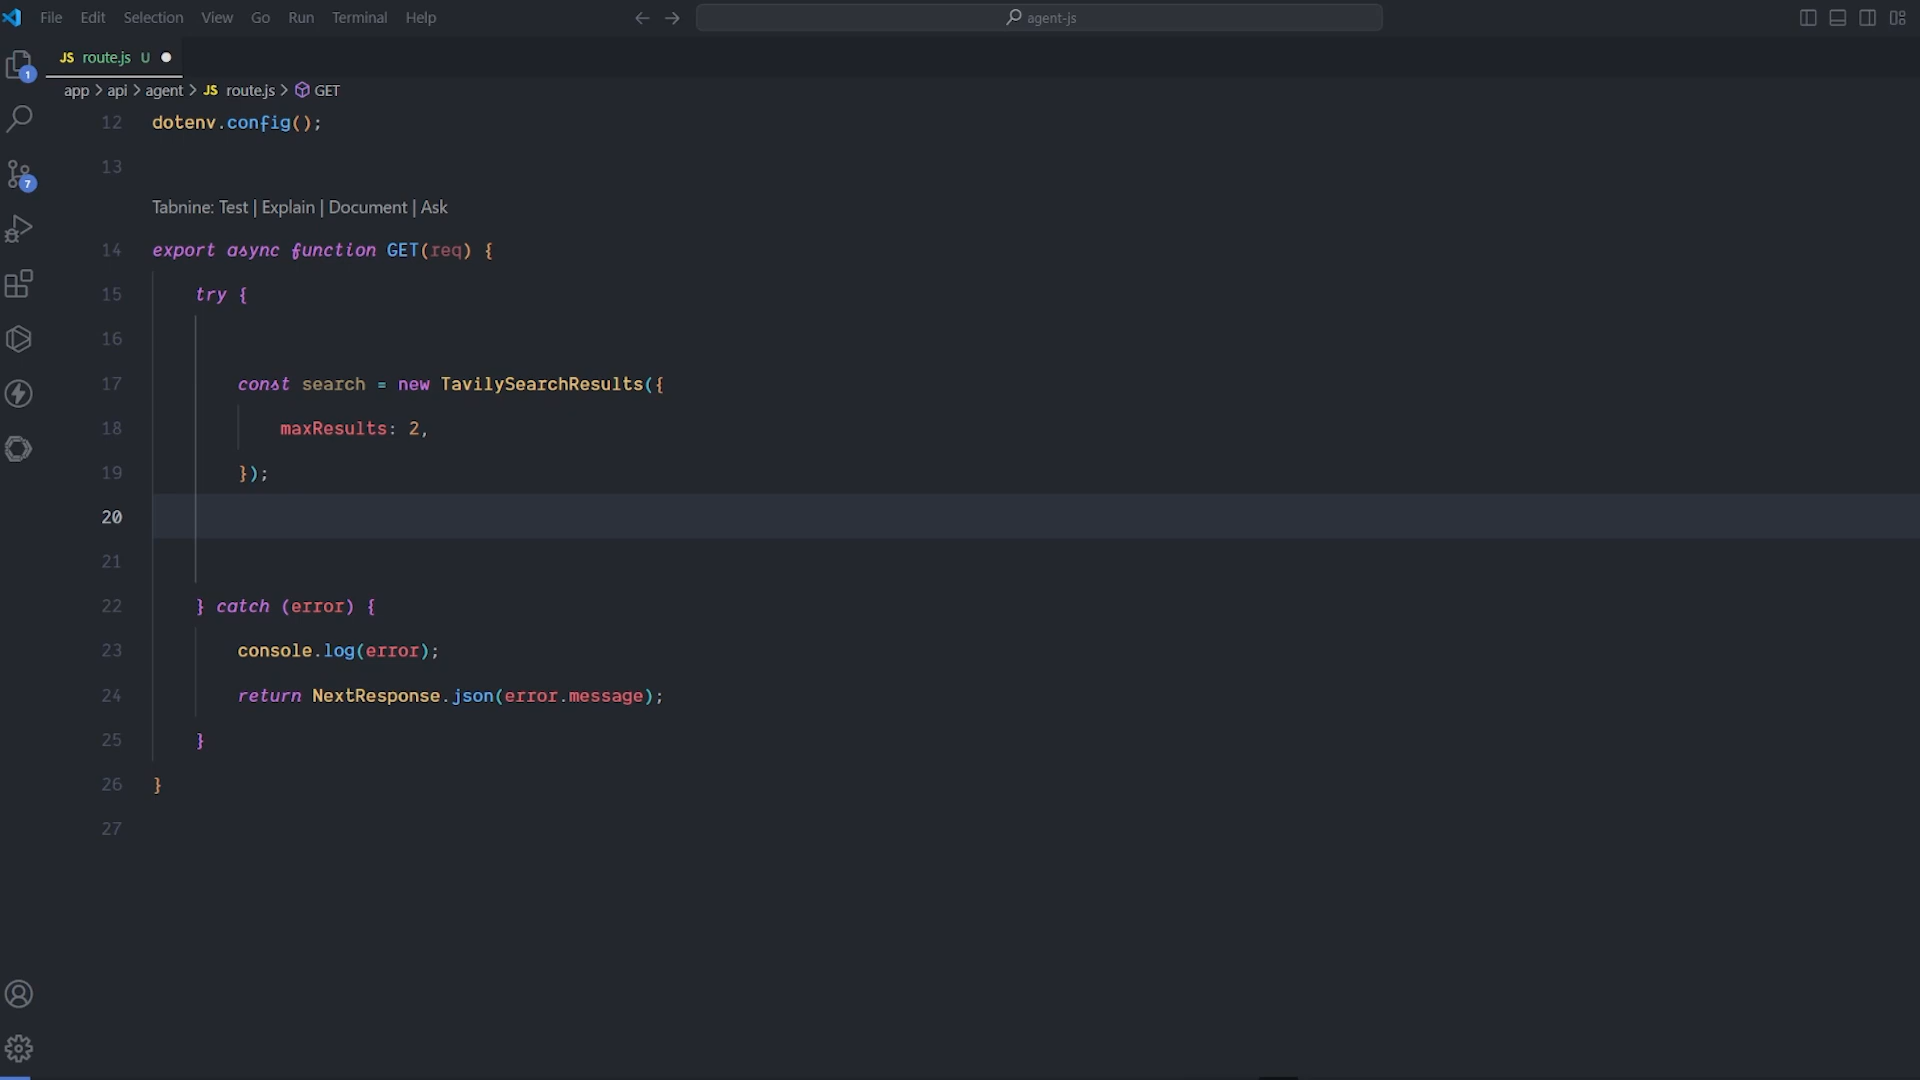 File Edit Selection View Go Run Terminal Help
agent-js
JS route.js U
app > api > agent > JS route.js > GET
12 dotenv.config();
13
Tabnine: Test | Explain | Document | Ask
14 export async function GET(req) {
15 try {
16
17 const search = new TavilySearchResults({
18 maxResults: 2,
19 });
20
21
22 } catch (error) {
23 console.log(error);
24 return NextResponse.json(error.message);
25 }
26 }
27
1
7